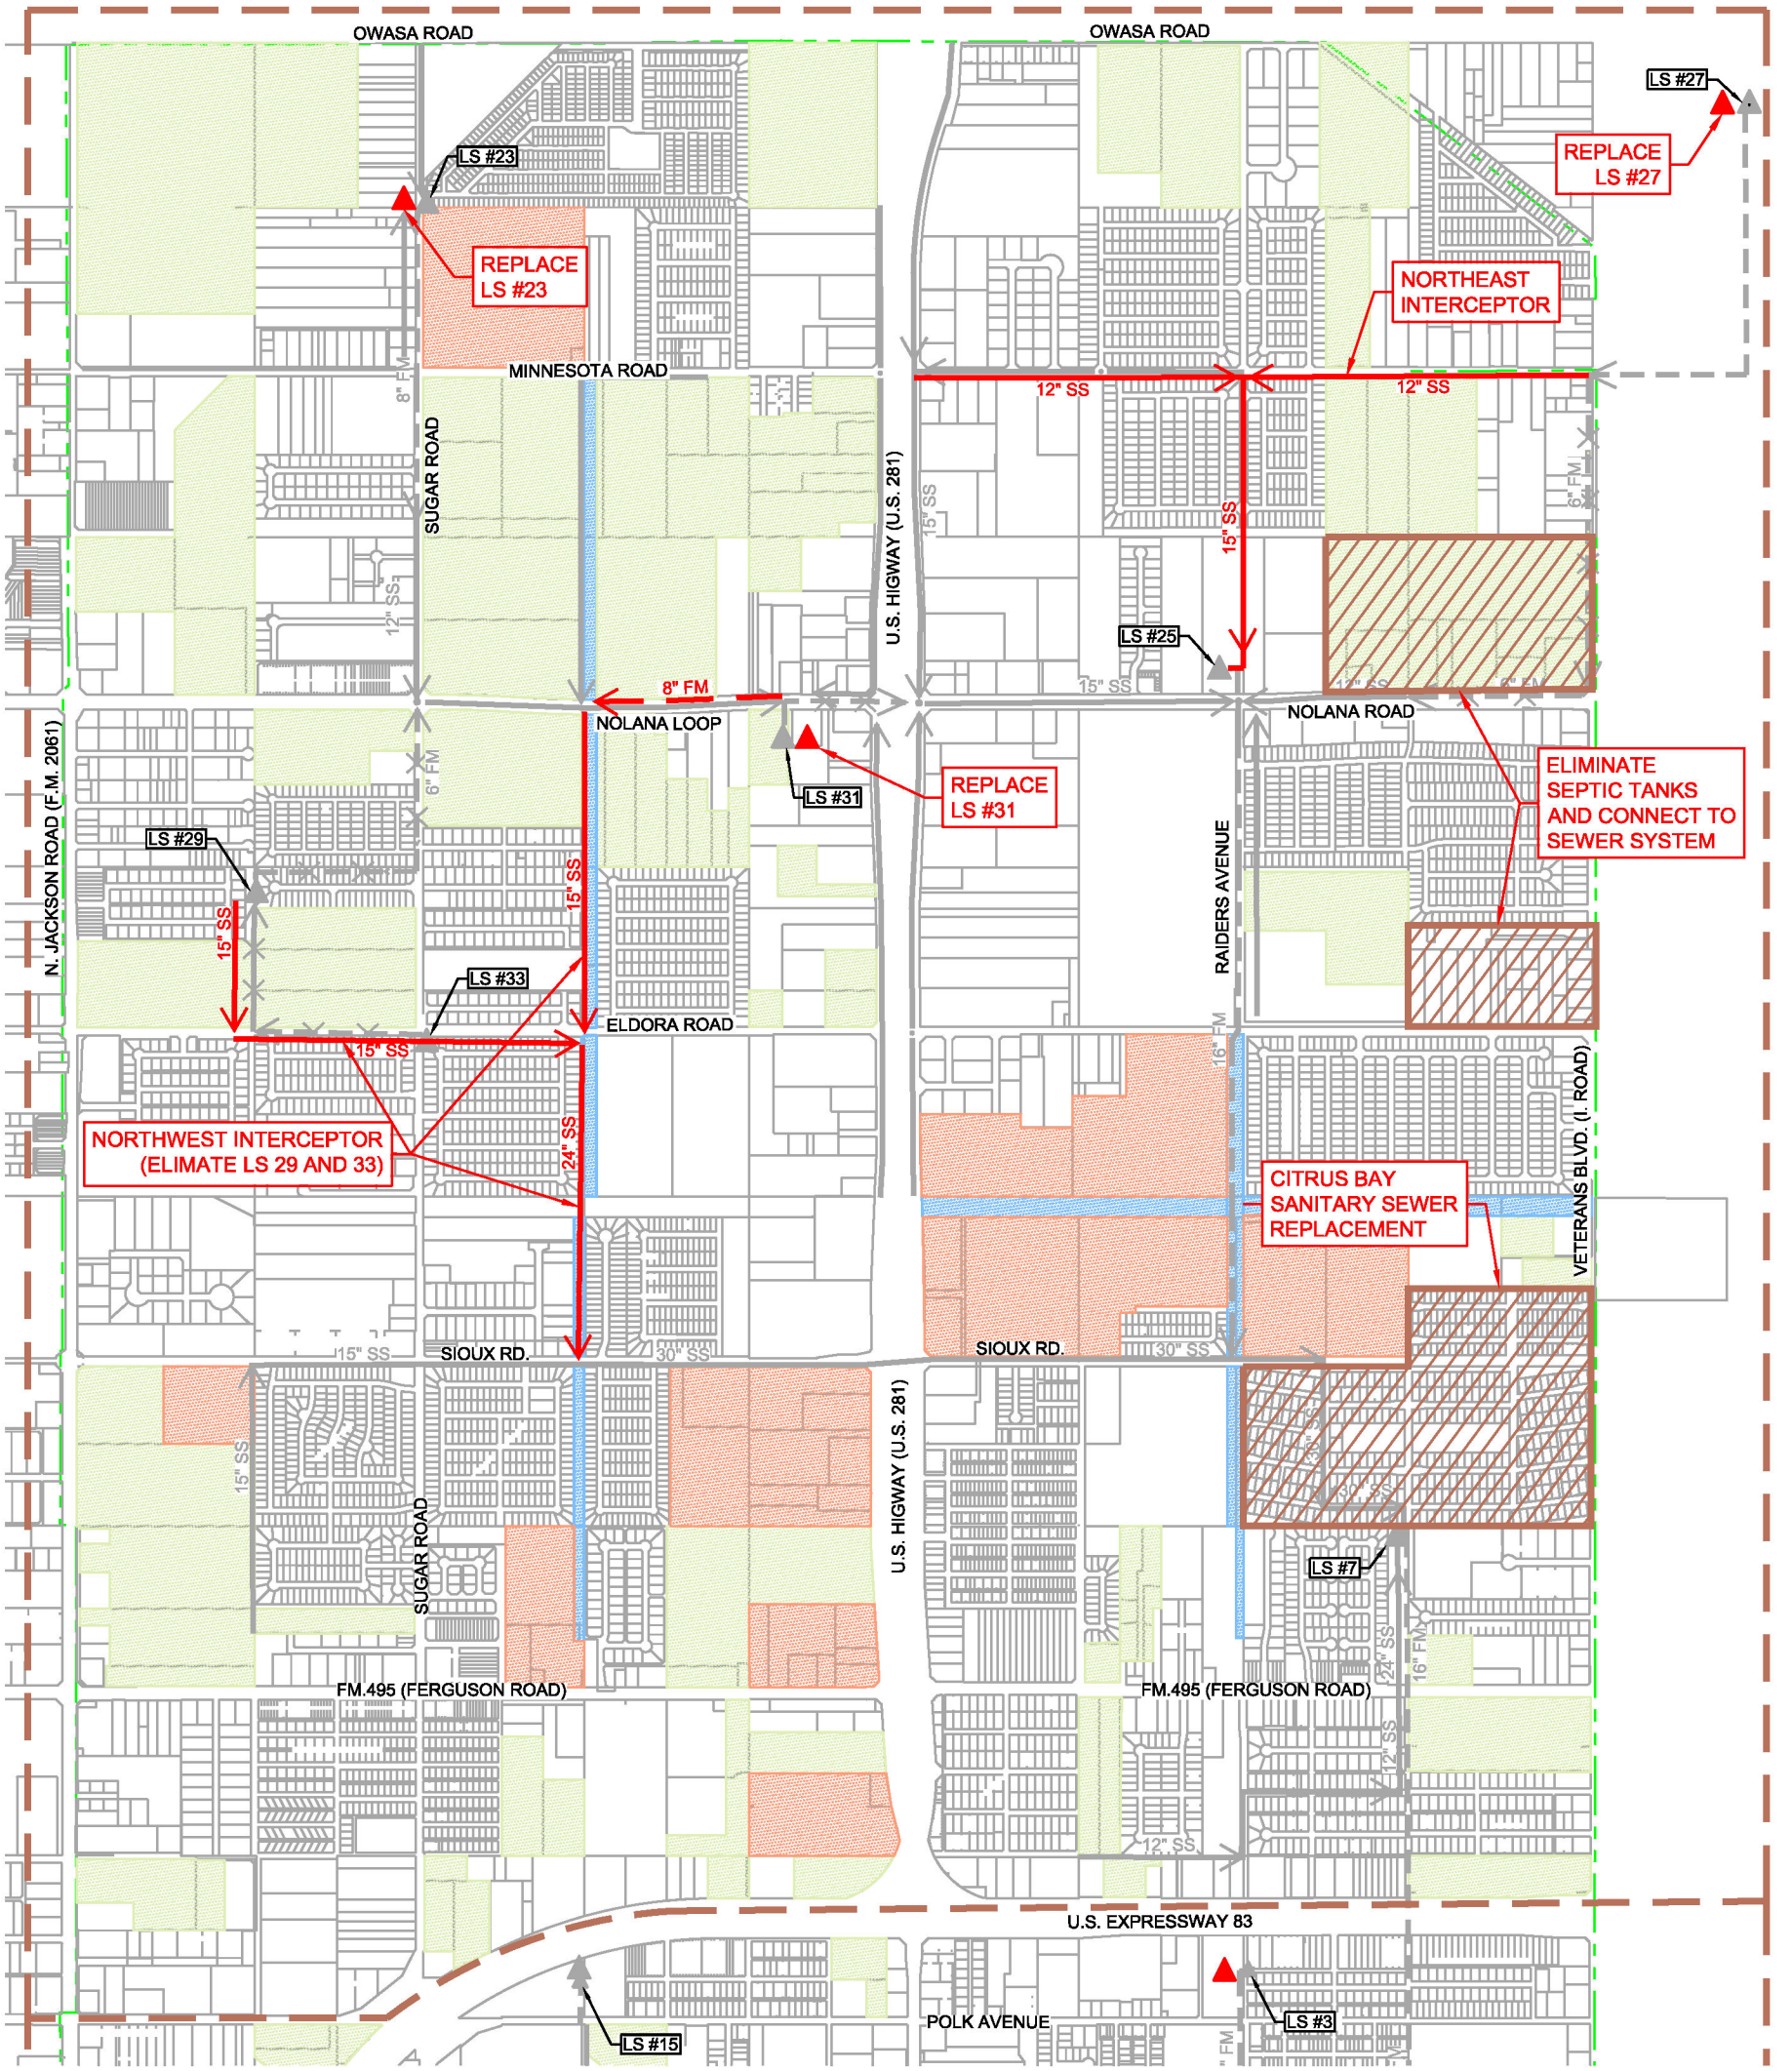 OWASA ROAD
OWASA ROAD
LS #27
REPLACE
LS #27
LS #23
REPLACE
LS #23
NORTHEAST
INTERCEPTOR
MINNESOTA ROAD
8" FM
12" SS
12" SS
SUGAR ROAD
U.S. HIGWAY (U.S. 281)
15" SS
15" SS
6" FM
12" SS
LS #25
8" FM
15" SS
12" SS
6" FM
NOLANA LOOP
NOLANA ROAD
N. JACKSON ROAD (F.M. 2061)
6" FM
LS #31
REPLACE
LS #31
ELIMINATE
SEPTIC TANKS
AND CONNECT TO
SEWER SYSTEM
LS #29
15" SS
15" SS
RAIDERS AVENUE
LS #33
ELDORA ROAD
15" SS
16" FM
24" SS
NORTHWEST INTERCEPTOR
(ELIMATE LS 29 AND 33)
CITRUS BAY
SANITARY SEWER
REPLACEMENT
VETERANS BLVD. (I. ROAD)
15" SS
SIOUX RD.
30" SS
SIOUX RD.
30" SS
15" SS
SUGAR ROAD
U.S. HIGWAY (U.S. 281)
30" SS
30" SS
LS #7
24" SS
16" FM
FM.495 (FERGUSON ROAD)
FM.495 (FERGUSON ROAD)
12" SS
12" SS
U.S. EXPRESSWAY 83
LS #15
POLK AVENUE
LS #3
" FM